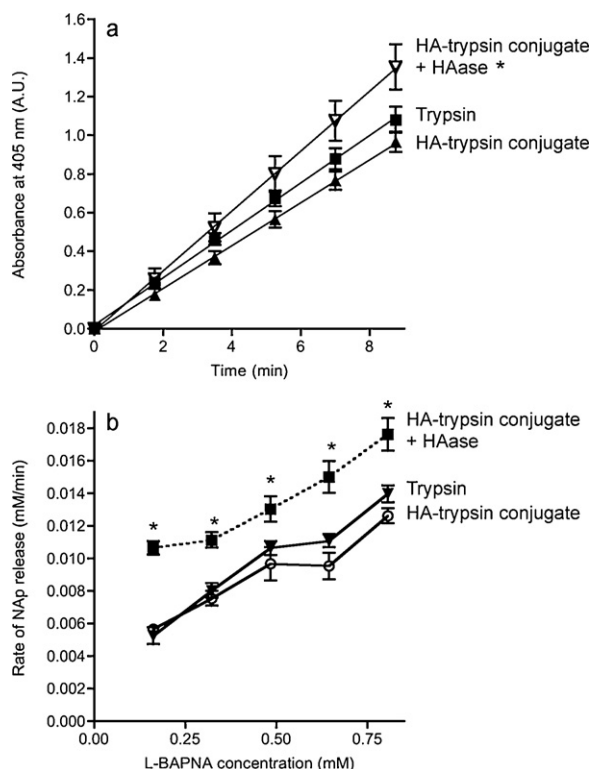 a
HA-trypsin conjugate
+ HAase *
Trypsin
HA-trypsin conjugate
Absorbance at 405 nm (A.U.)
1.6
1.4
1.2
1.0
0.8
0.6
0.4
0.2
0.0
0 2 4 6 8
Time (min)
b
HA-trypsin conjugate
+ HAase
Trypsin
HA-trypsin conjugate
* * * * *
Rate of NAp release (mM/min)
0.018
0.016
0.014
0.012
0.010
0.008
0.006
0.004
0.002
0.000
0.00 0.25 0.50 0.75
L-BAPNA concentration (mM)